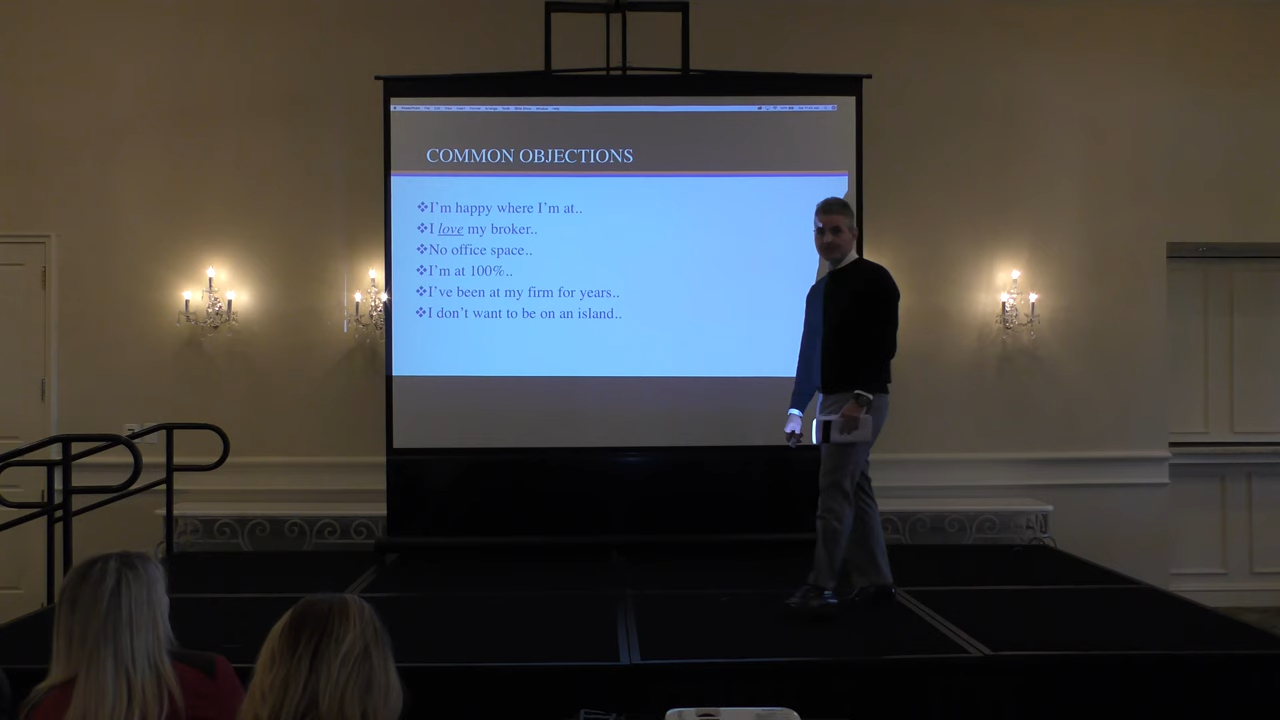 COMMON OBJECTIONS
❖I'm happy where I'm at..
❖I love my broker..
❖No office space..
❖I'm at 100%..
❖I've been at my firm for years..
❖I don't want to be on an island..